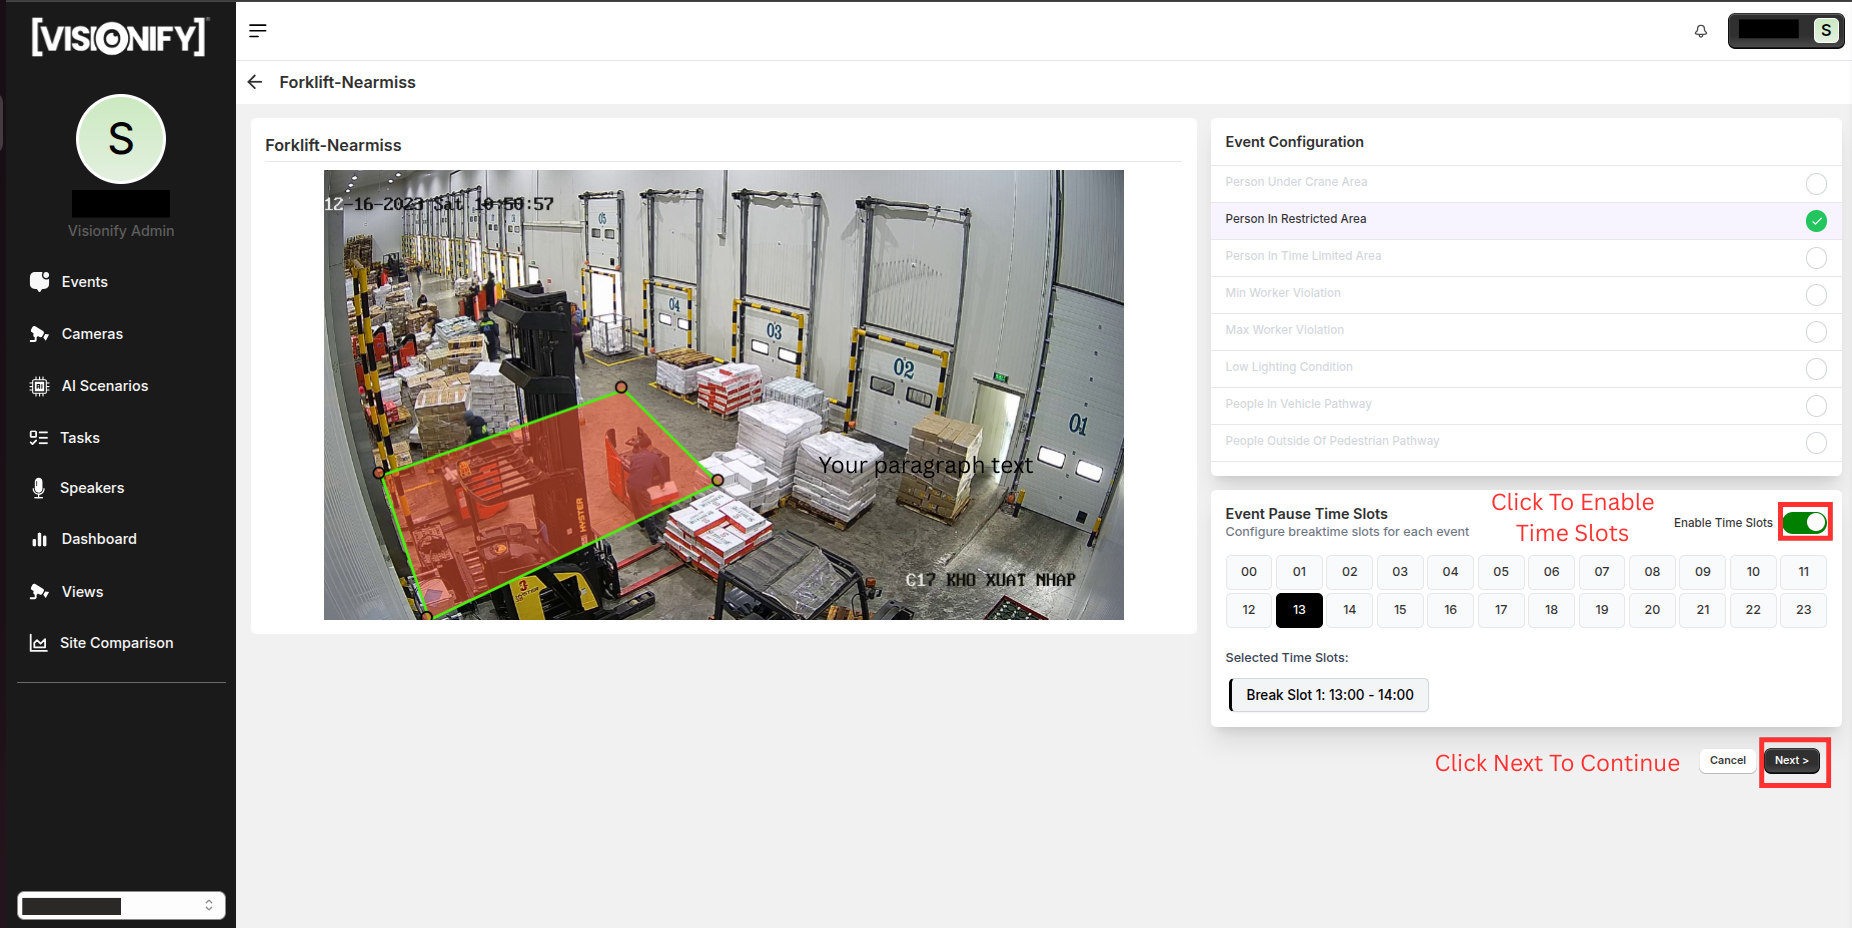 [VISIONIFY]
S
Forklift-Nearmiss
S
Visionify Admin
Events
Cameras
AI Scenarios
Tasks
Speakers
Dashboard
Views
Site Comparison
Forklift-Nearmiss
12-16-2023 Sat 10:50:57
05
04
03
02
01
Your paragraph text
HYSTER
3
C17 KHO XUAT NHAP
Event Configuration
Person Under Crane Area
Person In Restricted Area
Person In Time Limited Area
Min Worker Violation
Max Worker Violation
Low Lighting Condition
People In Vehicle Pathway
People Outside Of Pedestrian Pathway
Event Pause Time Slots
Configure breaktime slots for each event
Click To Enable
Time Slots
Enable Time Slots
00 01 02 03 04 05 06 07 08 09 10 11
12 13 14 15 16 17 18 19 20 21 22 23
Selected Time Slots:
Break Slot 1: 13:00 - 14:00
Click Next To Continue
Cancel
Next >